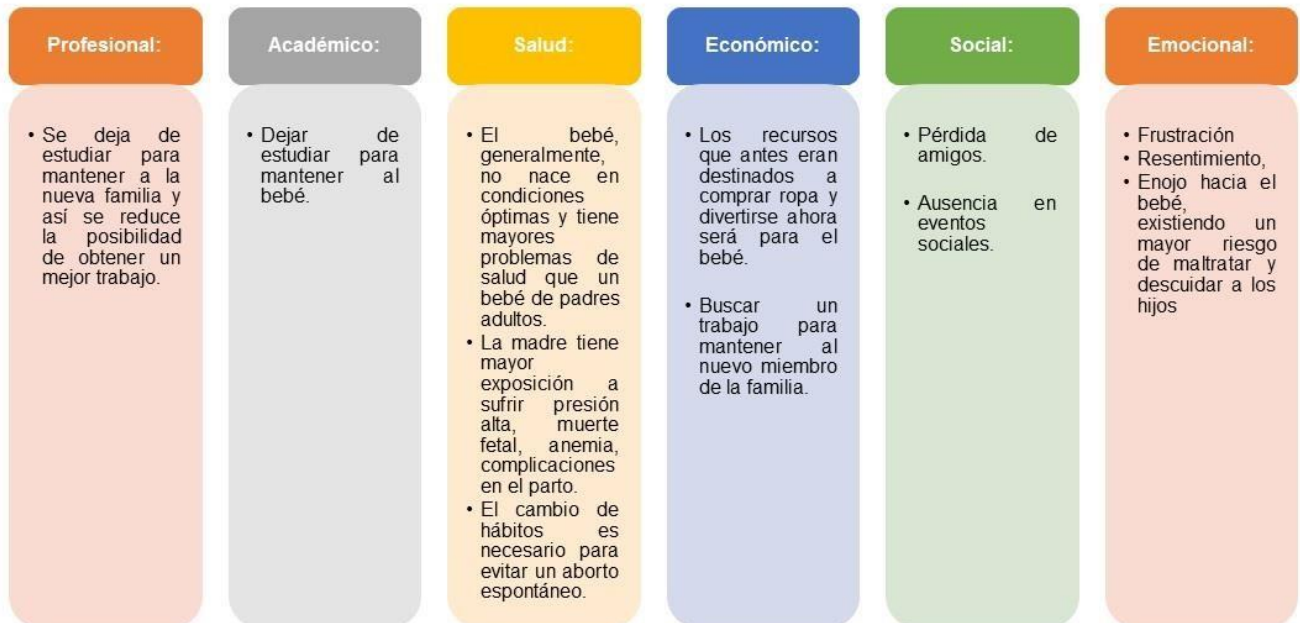 Profesional:
• Se deja de
estudiar para
mantener a la
nueva familia y
así se reduce
la posibilidad
de obtener un
mejor trabajo.
Académico:
• Dejar de
estudiar para
mantener al
bebé.
Salud:
• El bebé,
generalmente,
no nace en
condiciones
óptimas y tiene
mayores
problemas de
salud que un
bebé de padres
adultos.
• La madre tiene
mayor
exposición a
sufrir presión
alta, muerte
fetal, anemia,
complicaciones
en el parto.
• El cambio de
hábitos es
necesario para
evitar un aborto
espontáneo.
Económico:
• Los recursos
que antes eran
destinados a
comprar ropa y
divertirse ahora
será para el
bebé.
• Buscar un
trabajo para
mantener al
nuevo miembro
de la familia.
Social:
• Pérdida de
amigos.
• Ausencia en
eventos
sociales.
Emocional:
• Frustración
• Resentimiento,
• Enojo hacia el
bebé,
existiendo un
mayor riesgo
de maltratar y
descuidar a los
hijos